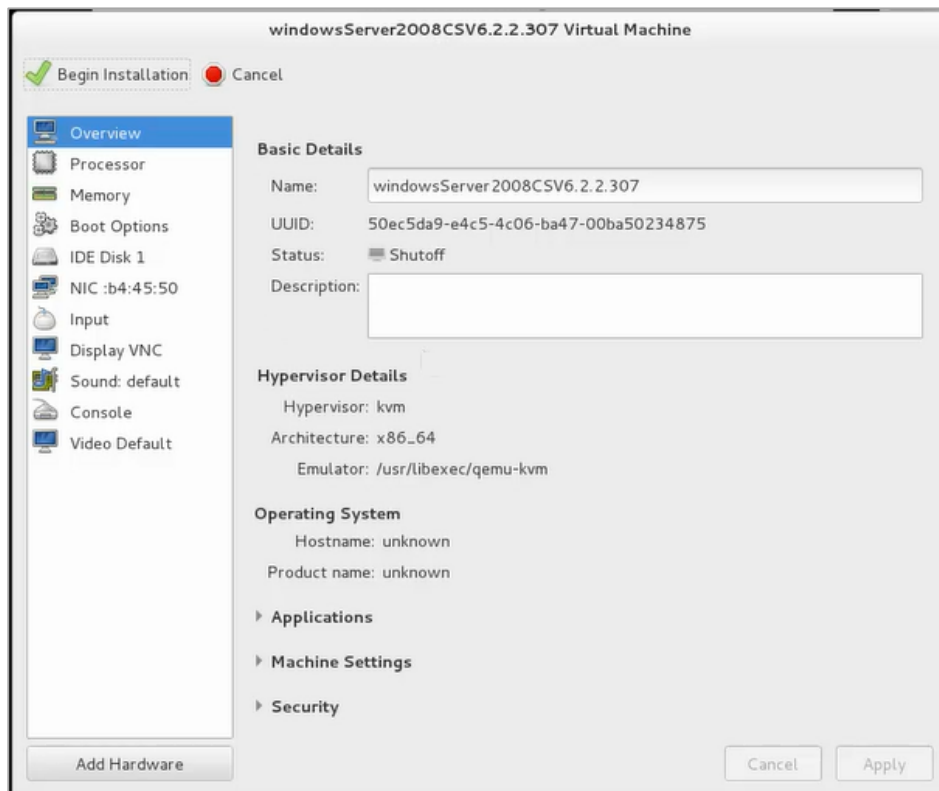 windowsServer2008CSV6.2.2.307 Virtual Machine
Begin Installation Cancel
Overview
Processor
Memory
Boot Options
IDE Disk 1
NIC :b4:45:50
Input
Display VNC
Sound: default
Console
Video Default
Add Hardware
Basic Details
Name: windowsServer2008CSV6.2.2.307
UUID: 50ec5da9-e4c5-4c06-ba47-00ba50234875
Status: Shutoff
Description:
Hypervisor Details
Hypervisor: kvm
Architecture: x86_64
Emulator: /usr/libexec/qemu-kvm
Operating System
Hostname: unknown
Product name: unknown
Applications
Machine Settings
Security
Cancel Apply